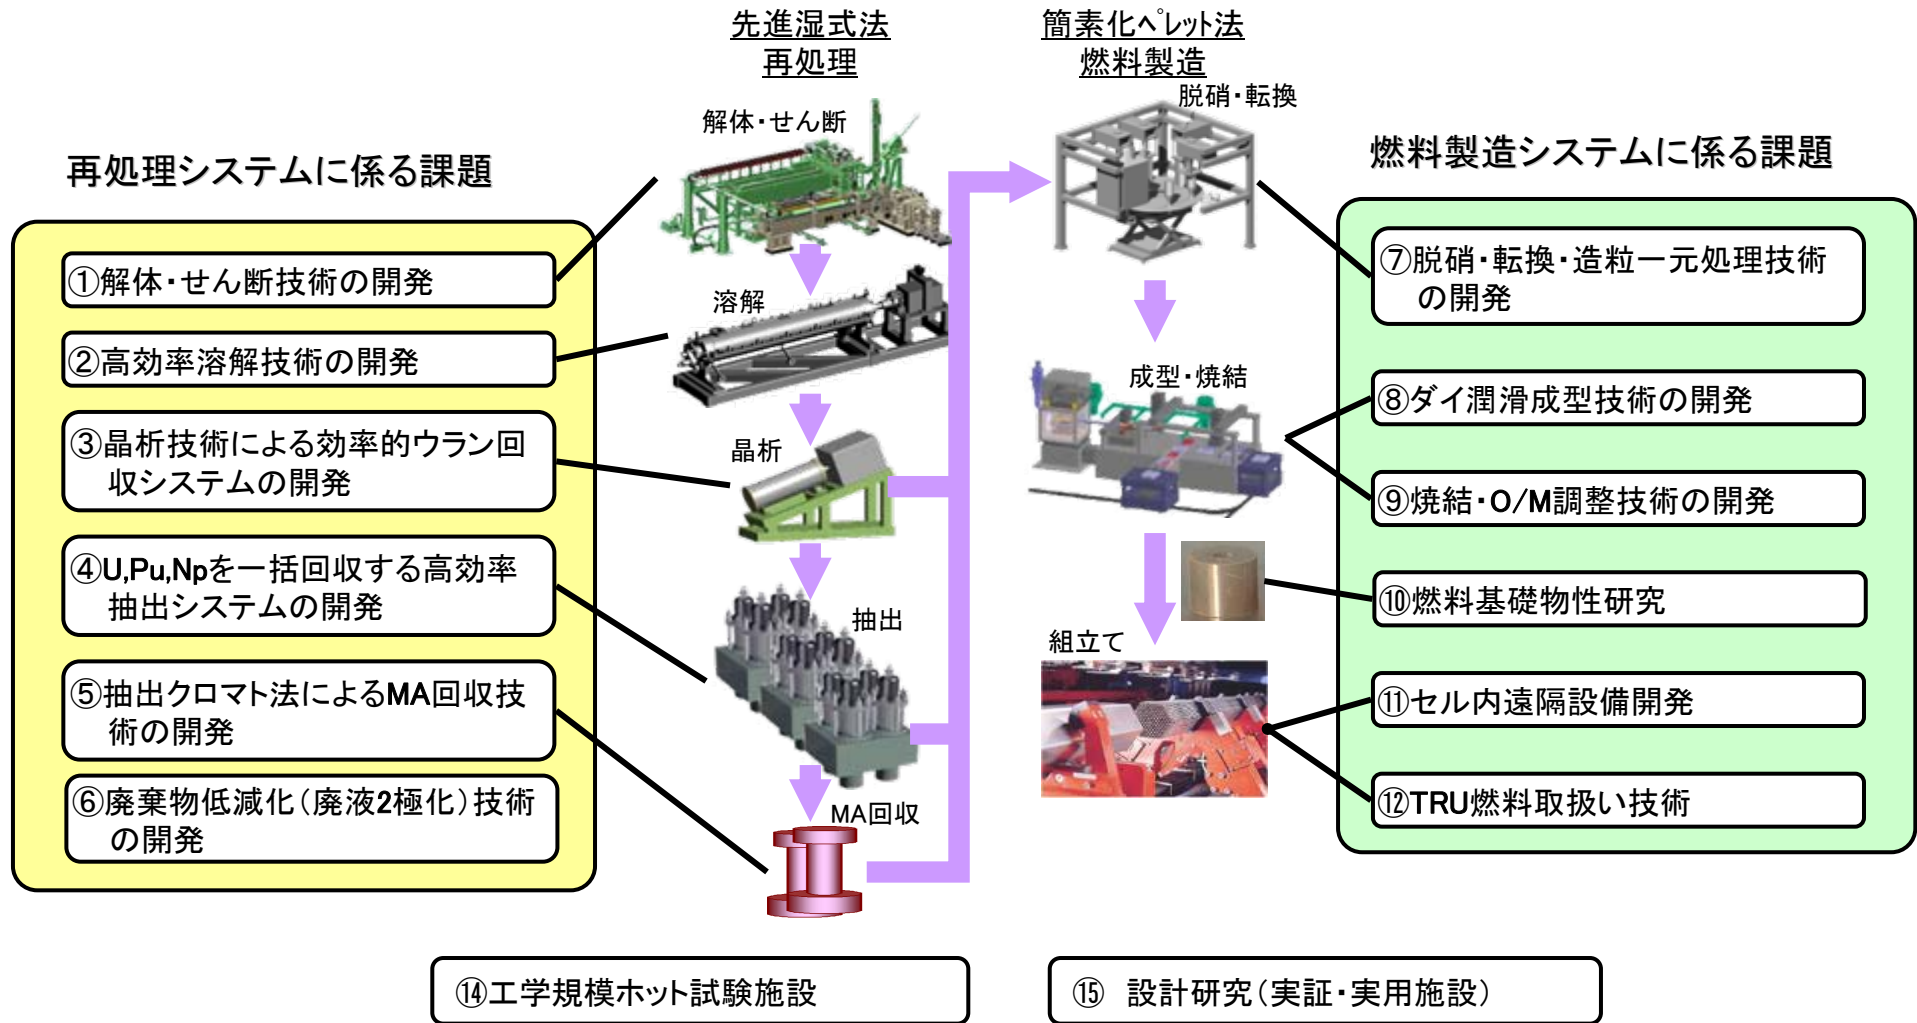 先進湿式法
再処理
簡素化ペレット法
燃料製造
再処理システムに係る課題
①解体・せん断技術の開発
②高効率溶解技術の開発
③晶析技術による効率的ウラン回
収システムの開発
④U,Pu,Npを一括回収する高効率
抽出システムの開発
⑤抽出クロマト法によるMA回収技
術の開発
⑥廃棄物低減化（廃液2極化）技術
の開発
解体・せん断
溶解
晶析
抽出
MA回収
脱硝・転換
成型・焼結
組立て
燃料製造システムに係る課題
⑦脱硝・転換・造粒一元処理技術
の開発
⑧ダイ潤滑成型技術の開発
⑨焼結・O/M調整技術の開発
⑩燃料基礎物性研究
⑪セル内遠隔設備開発
⑫TRU燃料取扱い技術
⑭工学規模ホット試験施設
⑮ 設計研究（実証・実用施設）